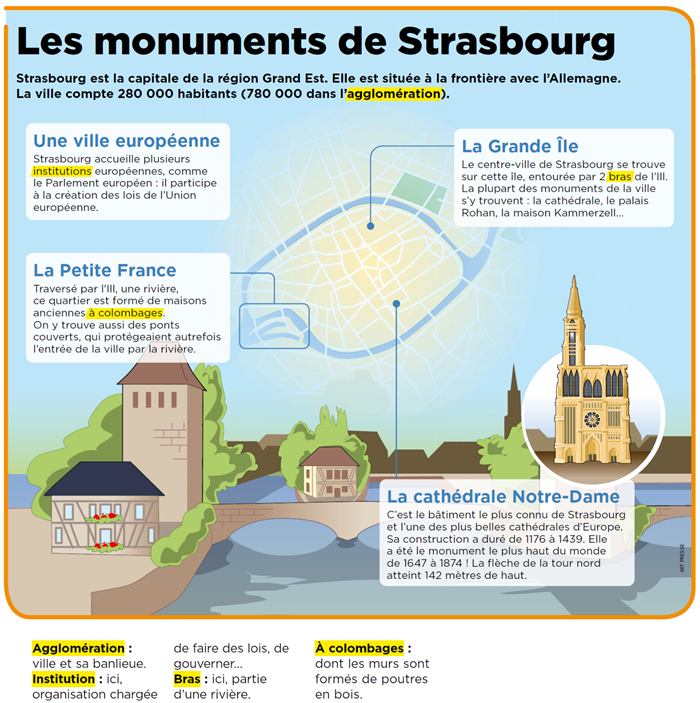 Les monuments de Strasbourg
Strasbourg est la capitale de la région Grand Est. Elle est située à la frontière avec l'Allemagne.
La ville compte 280 000 habitants (780 000 dans l'agglomération).
Une ville européenne
Strasbourg accueille plusieurs
institutions européennes, comme
le Parlement européen : il participe
à la création des lois de l'Union
européenne.
La Grande Île
Le centre-ville de Strasbourg se trouve
sur cette île, entourée par 2 bras de l'Ill.
La plupart des monuments de la ville
s'y trouvent : la cathédrale, le palais
Rohan, la maison Kammerzell...
La Petite France
Traversé par l'Ill, une rivière,
ce quartier est formé de maisons
anciennes à colombages.
On y trouve aussi des ponts
couverts, qui protégeaient autrefois
l'entrée de la ville par la rivière.
La cathédrale Notre-Dame
C'est le bâtiment le plus connu de Strasbourg
et l'une des plus belles cathédrales d'Europe.
Sa construction a duré de 1176 à 1439. Elle
a été le monument le plus haut du monde
de 1647 à 1874 ! La flèche de la tour nord
atteint 142 mètres de haut.
ART PRESSE
Agglomération :
ville et sa banlieue.
Institution : ici,
organisation chargée
de faire des lois, de
gouverner...
Bras : ici, partie
d'une rivière.
À colombages :
dont les murs sont
formés de poutres
en bois.